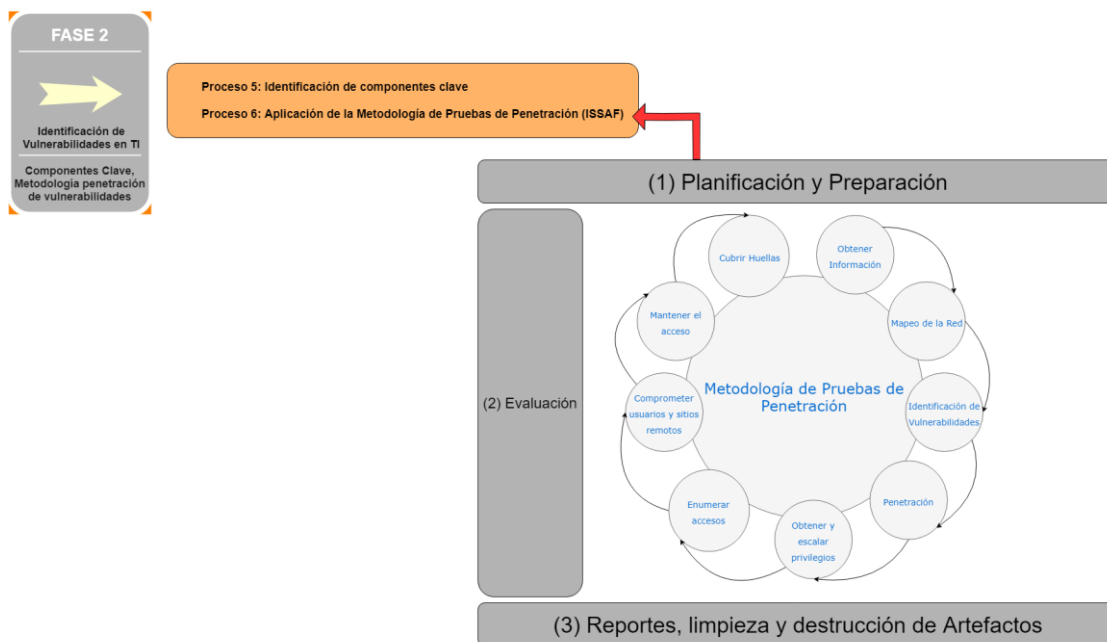 FASE 2
Identificación de
Vulnerabilidades en TI
Componentes Clave,
Metodología penetración
de vulnerabilidades
Proceso 5: Identificación de componentes clave
Proceso 6: Aplicación de la Metodología de Pruebas de Penetración (ISSAF)
(1) Planificación y Preparación
(2) Evaluación
Obtener
Información
Mapeo de la Red
Identificación de
Vulnerabilidades
Penetración
Obtener y
escalar
privilegios
Enumerar
accesos
Comprometer
usuarios y sitios
remotos
Mantener el
acceso
Cubrir Huellas
Metodología de Pruebas de
Penetración
(3) Reportes, limpieza y destrucción de Artefactos